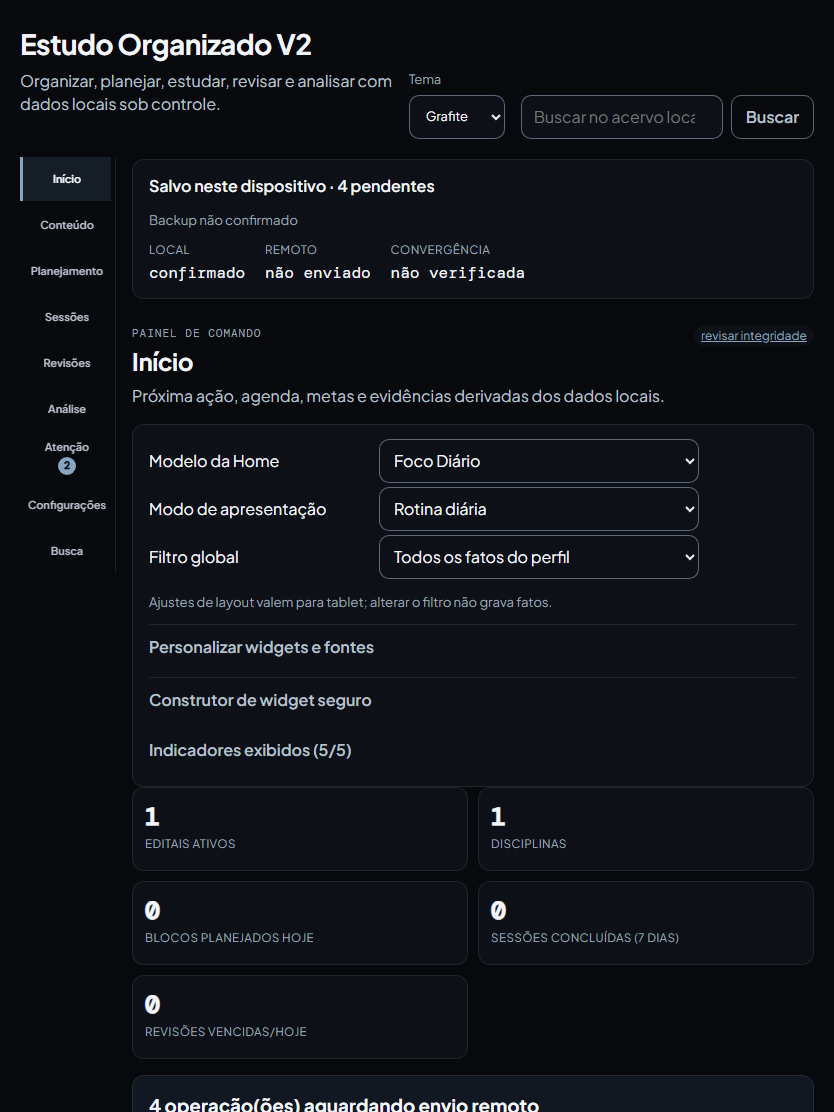 Estudo Organizado V2
Organizar, planejar, estudar, revisar e analisar com
dados locais sob controle.
Tema
Grafite
Buscar no acervo loca
Buscar
Início
Conteúdo
Planejamento
Sessões
Revisões
Análise
Atenção
2
Configurações
Busca
Salvo neste dispositivo · 4 pendentes
Backup não confirmado
LOCAL REMOTO CONVERGÊNCIA
confirmado não enviado não verificada
PAINEL DE COMANDO
revisar integridade
Início
Próxima ação, agenda, metas e evidências derivadas dos dados locais.
Modelo da Home Foco Diário
Modo de apresentação Rotina diária
Filtro global Todos os fatos do perfil
Ajustes de layout valem para tablet; alterar o filtro não grava fatos.
Personalizar widgets e fontes
Construtor de widget seguro
Indicadores exibidos (5/5)
1
EDITAIS ATIVOS
1
DISCIPLINAS
0
BLOCOS PLANEJADOS HOJE
0
SESSÕES CONCLUÍDAS (7 DIAS)
0
REVISÕES VENCIDAS/HOJE
4 operação(ões) aguardando envio remoto